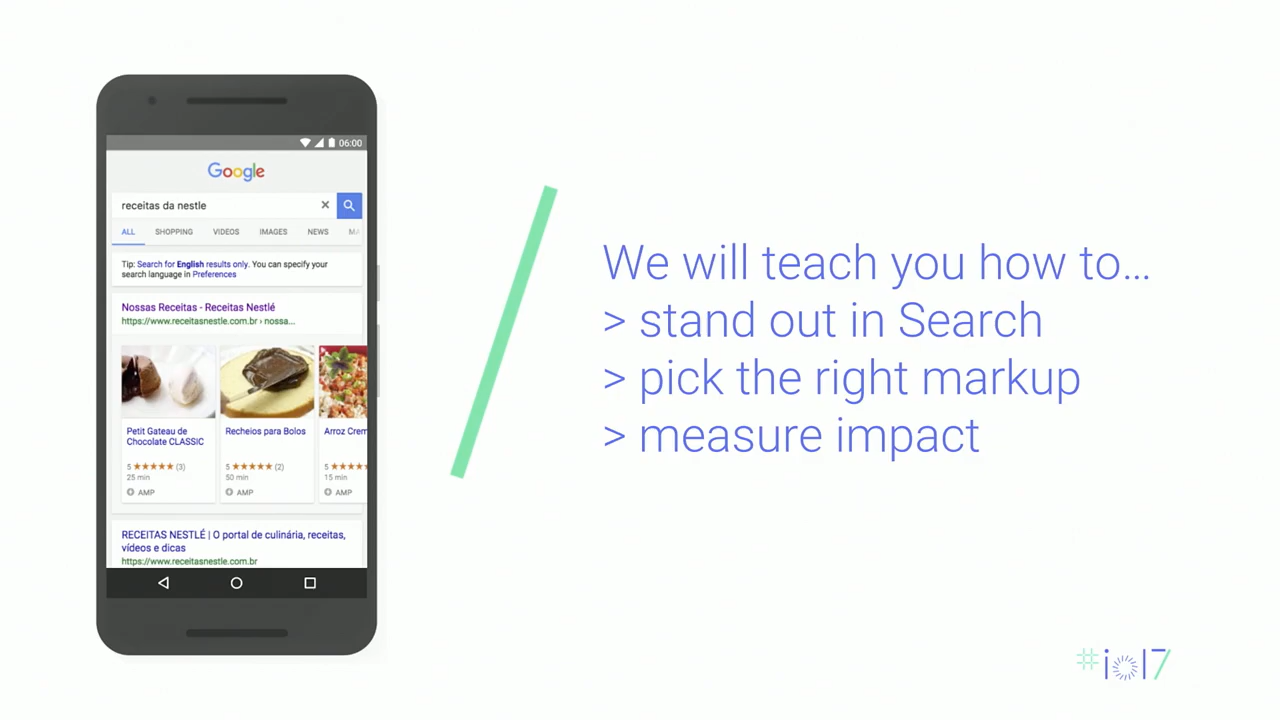 06:00
Google
receitas da nestle
ALL SHOPPING VIDEOS IMAGES NEWS MA
Tip: Search for English results only. You can specify your
search language in Preferences
Nossas Receitas - Receitas Nestlé
https://www.receitasnestle.com.br › nossa...
Petit Gateau de
Chocolate CLASSIC
5 ★★★★★ (3)
25 min
AMP
Recheios para Bolos
5 ★★★★★ (2)
50 min
AMP
Arroz Crem
5 ★★★★★
15 min
AMP
RECEITAS NESTLÉ | O portal de culinária, receitas,
vídeos e dicas
https://www.receitasnestle.com.br
We will teach you how to...
> stand out in Search
> pick the right markup
> measure impact
#io17